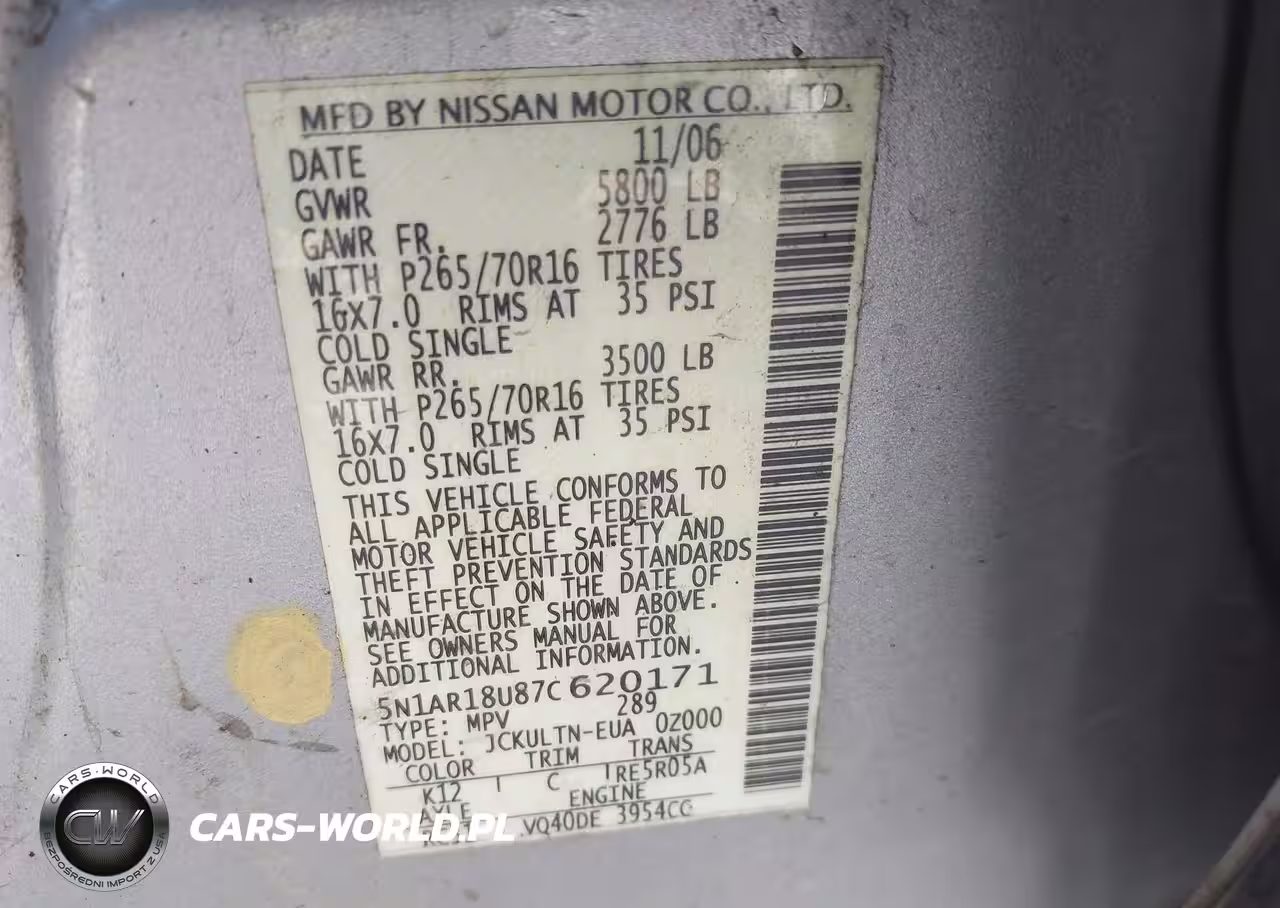 MFD BY NISSAN MOTOR CO., LTD.
DATE 11/06
GVWR 5800 LB
GAWR FR. 2776 LB
WITH P265/70R16 TIRES
16X7.0 RIMS AT 35 PSI
COLD SINGLE
GAWR RR. 3500 LB
WITH P265/70R16 TIRES
16X7.0 RIMS AT 35 PSI
COLD SINGLE
THIS VEHICLE CONFORMS TO
ALL APPLICABLE FEDERAL
MOTOR VEHICLE SAFETY AND
THEFT PREVENTION STANDARDS
IN EFFECT ON THE DATE OF
MANUFACTURE SHOWN ABOVE.
SEE OWNERS MANUAL FOR
ADDITIONAL INFORMATION.
5N1AR18U87C620171
TYPE: MPV 289
MODEL: JCKULTN-EUA 0Z000
COLOR TRIM TRANS
K12 C RE5R05A
AXLE ENGINE
VQ40DE 3954CC
CARS-WORLD
CW
BEZPOŚREDNI IMPORT Z USA
CARS-WORLD.PL